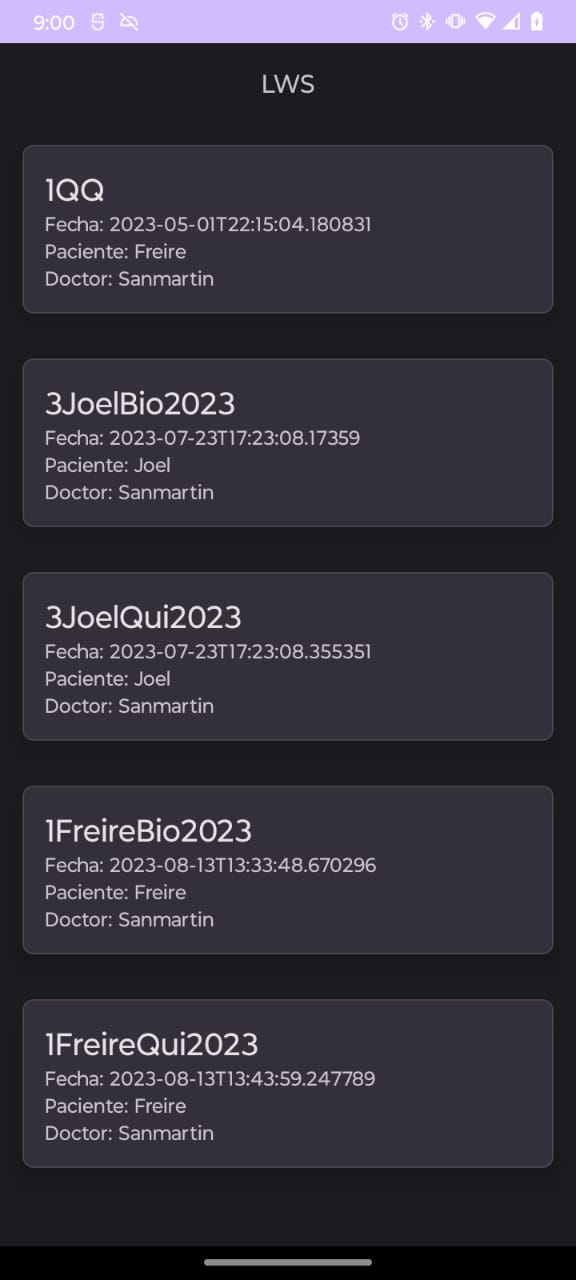 9:00
LWS
1QQ
Fecha: 2023-05-01T22:15:04.180831
Paciente: Freire
Doctor: Sanmartin
3JoelBio2023
Fecha: 2023-07-23T17:23:08.17359
Paciente: Joel
Doctor: Sanmartin
3JoelQui2023
Fecha: 2023-07-23T17:23:08.355351
Paciente: Joel
Doctor: Sanmartin
1FreireBio2023
Fecha: 2023-08-13T13:33:48.670296
Paciente: Freire
Doctor: Sanmartin
1FreireQui2023
Fecha: 2023-08-13T13:43:59.247789
Paciente: Freire
Doctor: Sanmartin